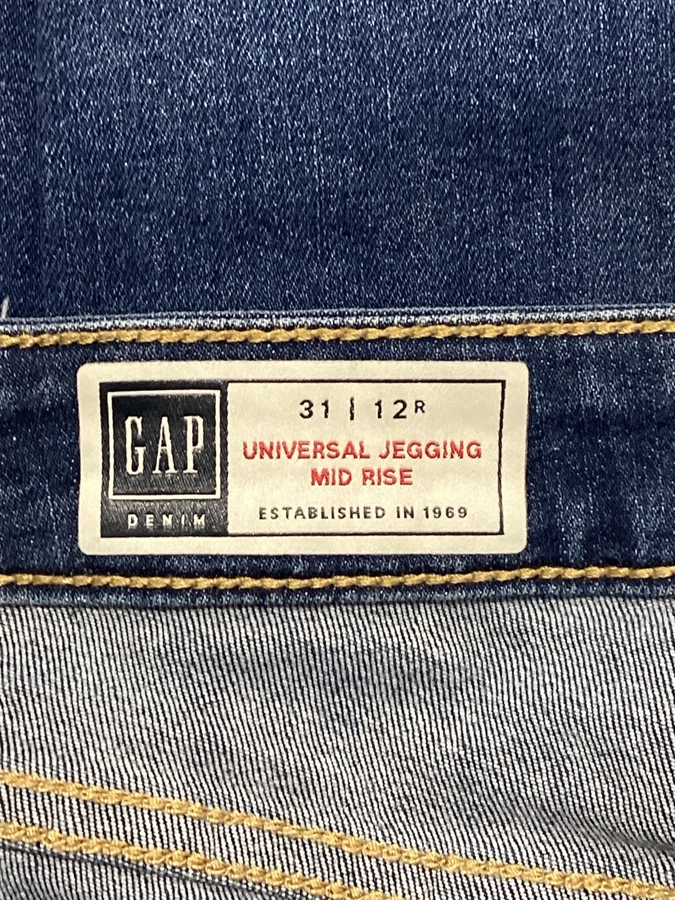 GAP
DENIM
31 | 12R
UNIVERSAL JEGGING
MID RISE
ESTABLISHED IN 1969